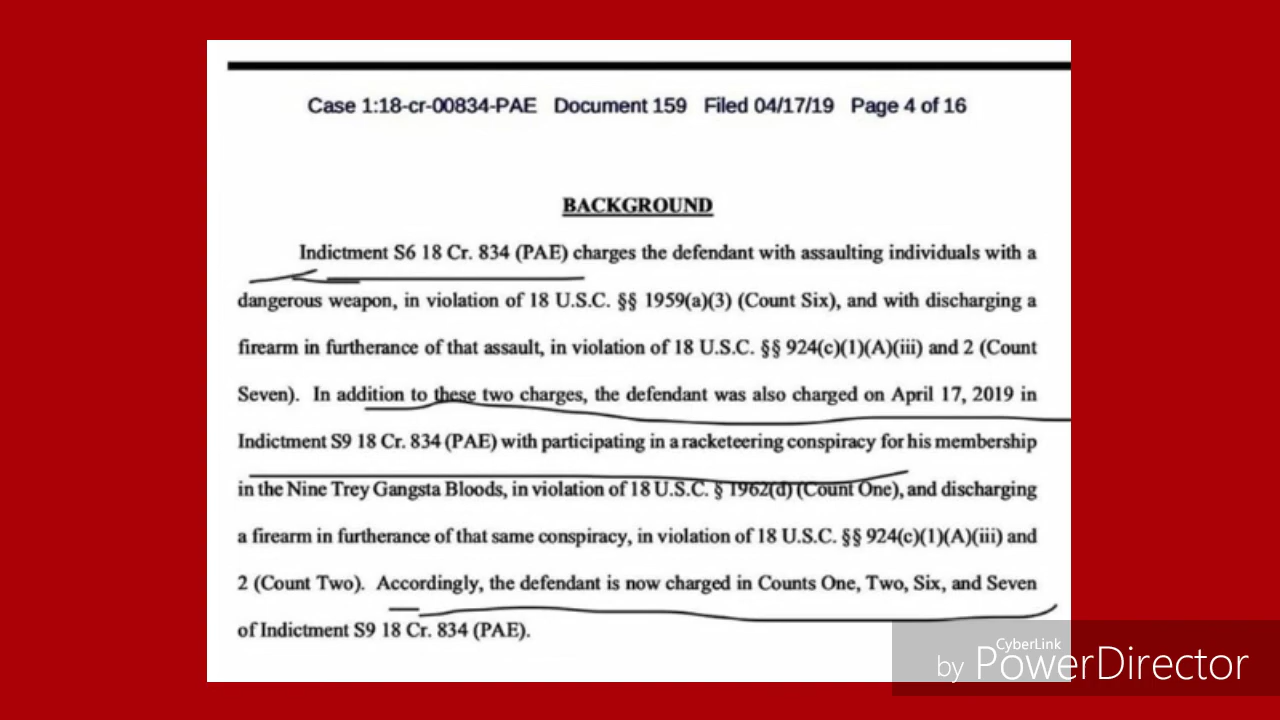 Case 1:18-cr-00834-PAE Document 159 Filed 04/17/19 Page 4 of 16
BACKGROUND
Indictment S6 18 Cr. 834 (PAE) charges the defendant with assaulting individuals with a
dangerous weapon, in violation of 18 U.S.C. §§ 1959(a)(3) (Count Six), and with discharging a
firearm in furtherance of that assault, in violation of 18 U.S.C. §§ 924(c)(1)(A)(iii) and 2 (Count
Seven). In addition to these two charges, the defendant was also charged on April 17, 2019 in
Indictment S9 18 Cr. 834 (PAE) with participating in a racketeering conspiracy for his membership
in the Nine Trey Gangsta Bloods, in violation of 18 U.S.C. § 1962(d) (Count One), and discharging
a firearm in furtherance of that same conspiracy, in violation of 18 U.S.C. §§ 924(c)(1)(A)(iii) and
2 (Count Two). Accordingly, the defendant is now charged in Counts One, Two, Six, and Seven
of Indictment S9 18 Cr. 834 (PAE).
CyberLink
by PowerDirector